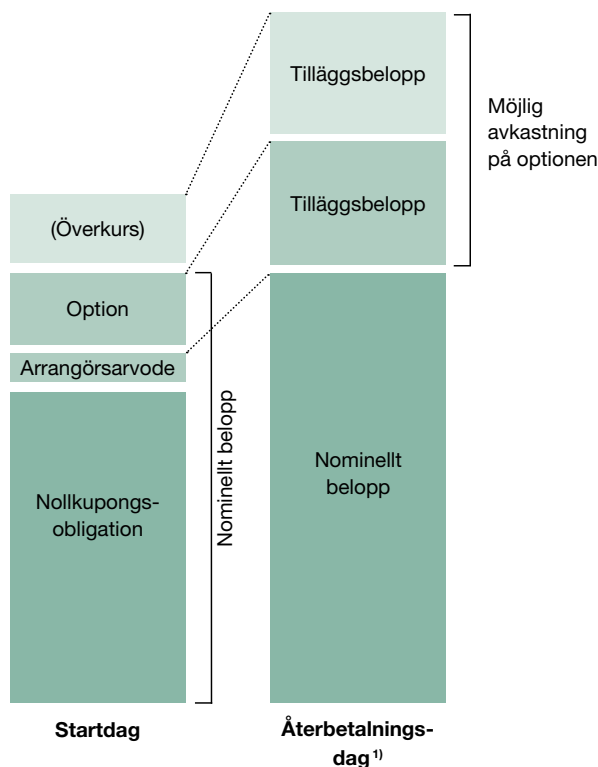 Tilläggsbelopp
Möjlig
avkastning
på optionen
Tilläggsbelopp
(Överkurs)
Option
Arrangörsarvode
Nominellt belopp
Nollkupongs-
obligation
Nominellt
belopp
Startdag
Återbetalnings-
dag 1)